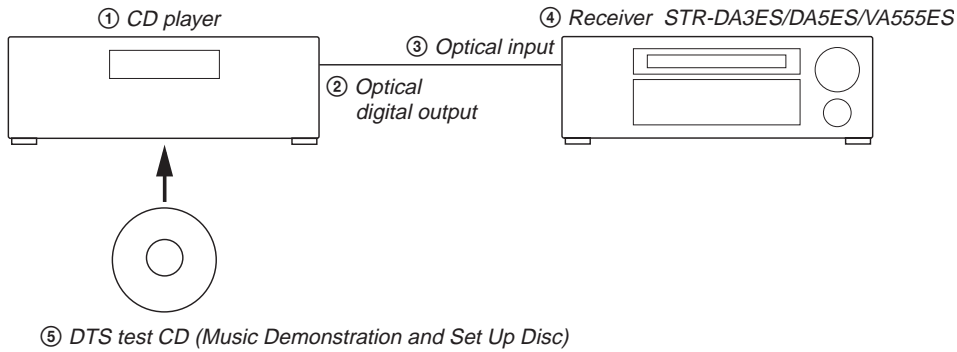 ① CD player
④ Receiver STR-DA3ES/DA5ES/VA555ES
③ Optical input
② Optical
digital output
⑤ DTS test CD (Music Demonstration and Set Up Disc)